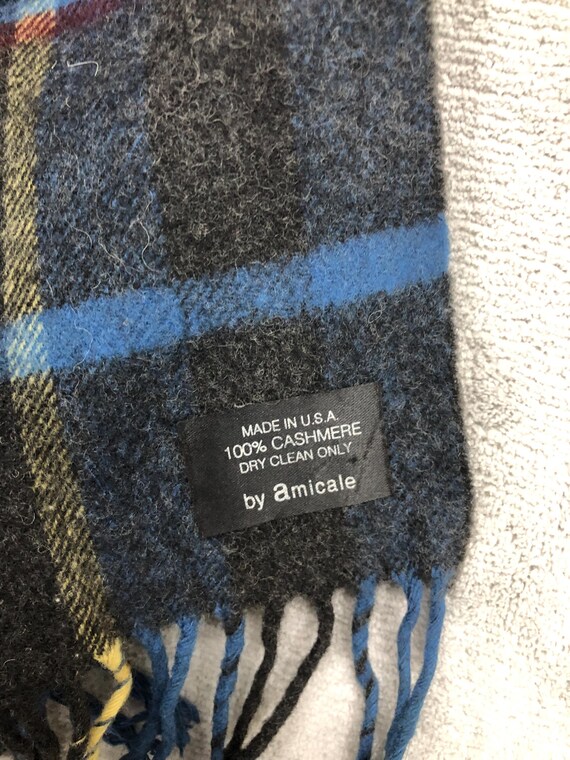 MADE IN U.S.A.
100% CASHMERE
DRY CLEAN ONLY
by amicale